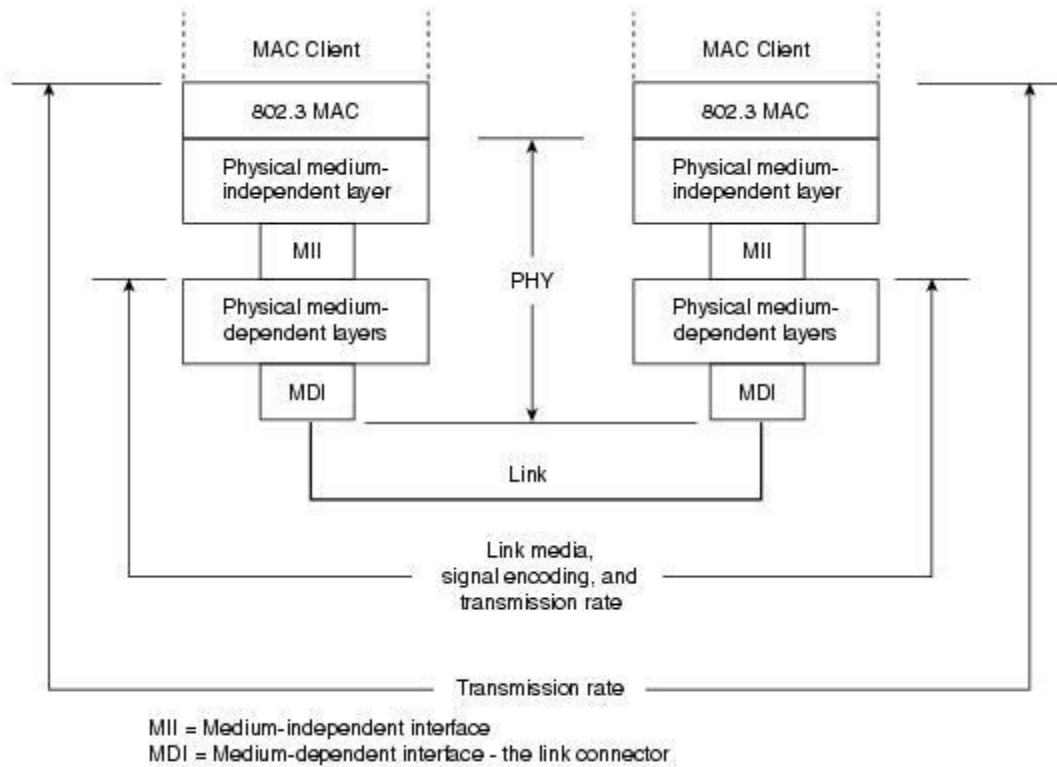 MAC Client
MAC Client
802.3 MAC
802.3 MAC
Physical medium-
independent layer
Physical medium-
independent layer
MII
PHY
MII
Physical medium-
dependent layers
Physical medium-
dependent layers
MDI
MDI
Link
Link media,
signal encoding, and
transmission rate
Transmission rate
MII = Medium-independent interface
MDI = Medium-dependent interface - the link connector